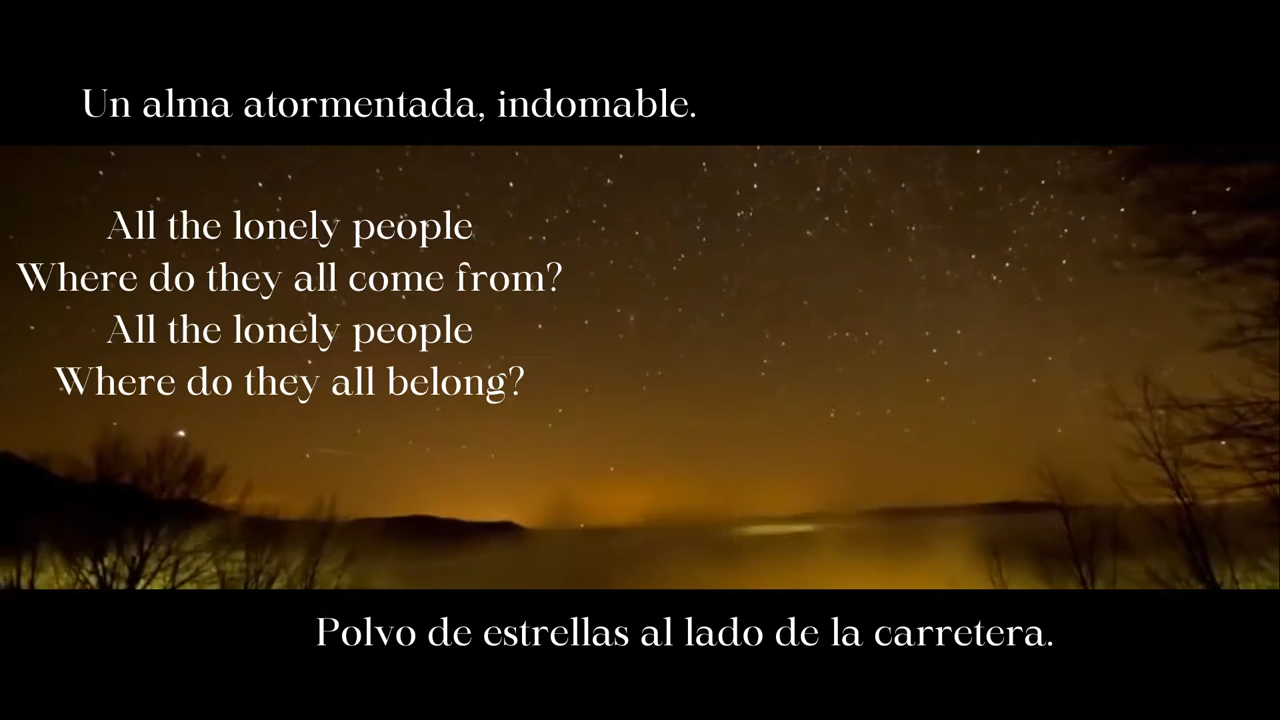 Un alma atormentada, indomable.
All the lonely people
Where do they all come from?
All the lonely people
Where do they all belong?
Polvo de estrellas al lado de la carretera.